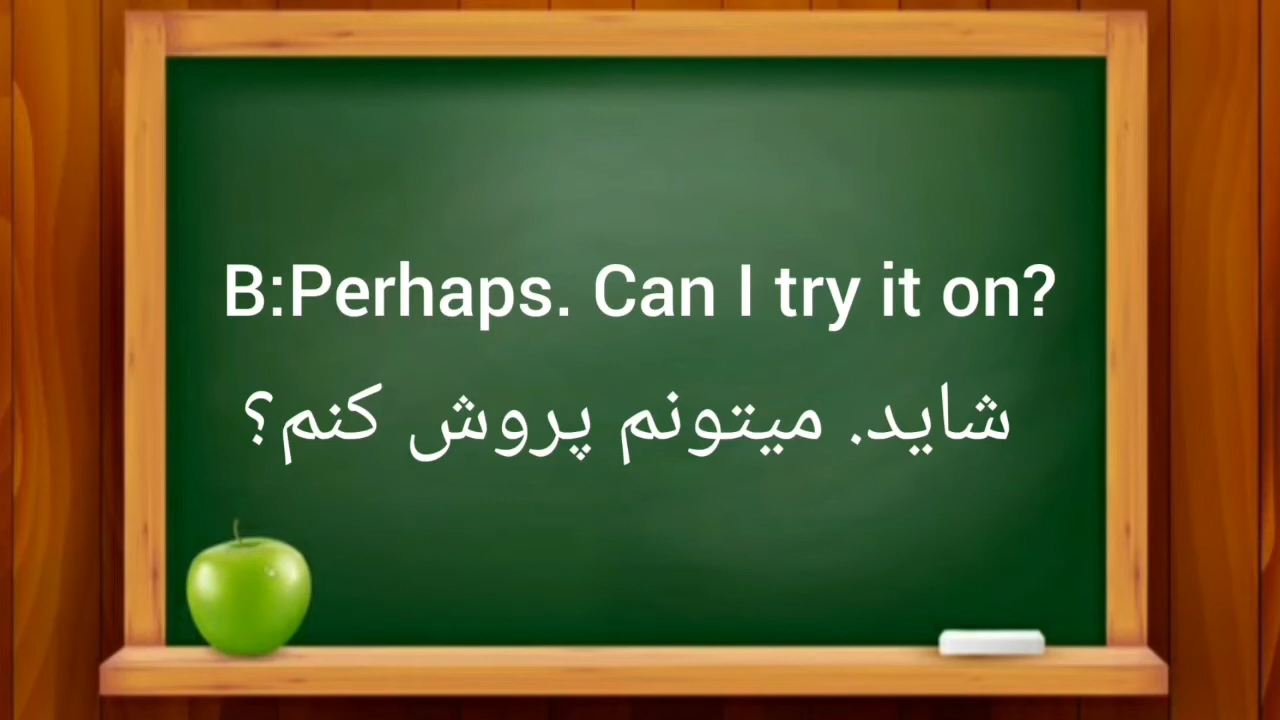 B:Perhaps. Can I try it on?
شاید. میتونم پروش کنم؟